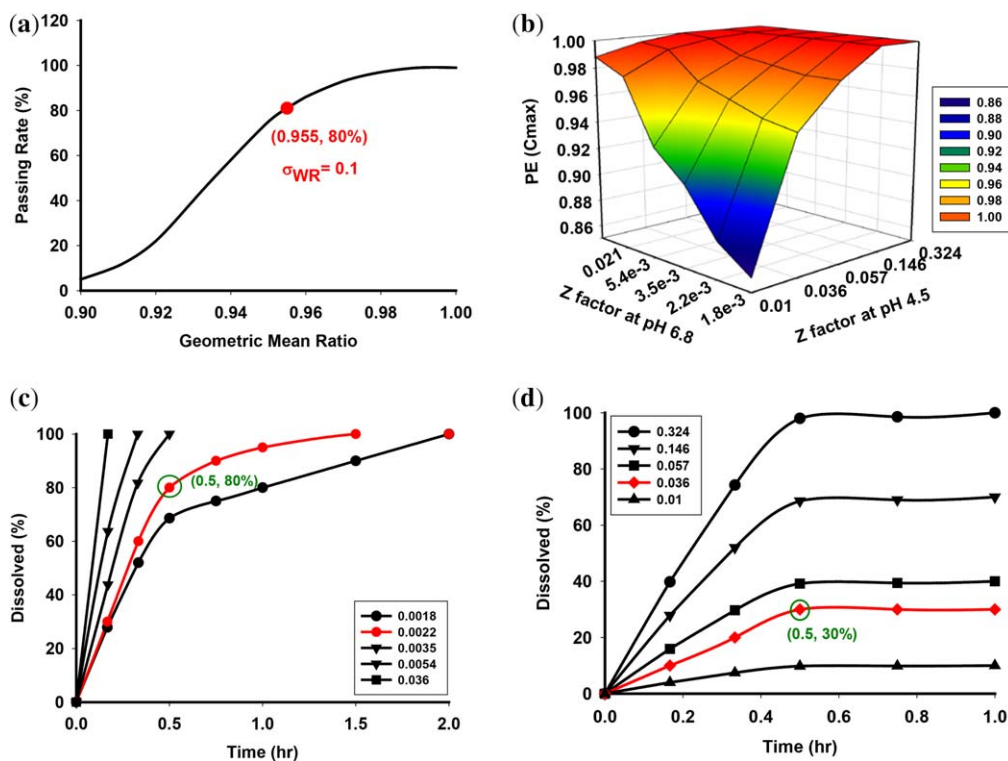 (a)
120
100
80
60
40
20
0
Passing Rate (%)
(0.955, 80%)
σWR= 0.1
0.90 0.92 0.94 0.96 0.98 1.00
Geometric Mean Ratio
(b)
1.00
0.98
0.96
0.94
0.92
0.90
0.88
0.86
PE (Cmax)
0.021
5.4e-3
3.5e-3
2.2e-3
1.8e-3
Z factor at pH 6.8
0.01
0.036
0.057
0.146
0.324
Z factor at pH 4.5
0.86
0.88
0.90
0.92
0.94
0.96
0.98
1.00
(c)
100
80
60
40
20
0
Dissolved (%)
(0.5, 80%)
0.0018
0.0022
0.0035
0.0054
0.036
0.0 0.5 1.0 1.5 2.0
Time (hr)
(d)
100
80
60
40
20
0
Dissolved (%)
0.324
0.146
0.057
0.036
0.01
(0.5, 30%)
0.0 0.2 0.4 0.6 0.8 1.0
Time (hr)